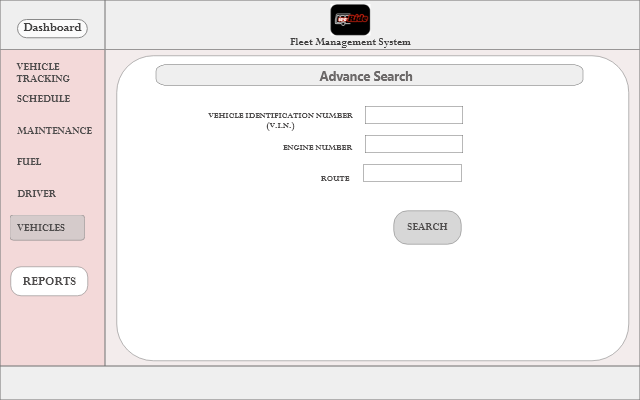 Dashboard
Ride
Fleet Management System
VEHICLE
TRACKING
SCHEDULE
MAINTENANCE
FUEL
DRIVER
VEHICLES
REPORTS
Advance Search
VEHICLE IDENTIFICATION NUMBER
(V.I.N.)
ENGINE NUMBER
ROUTE
SEARCH